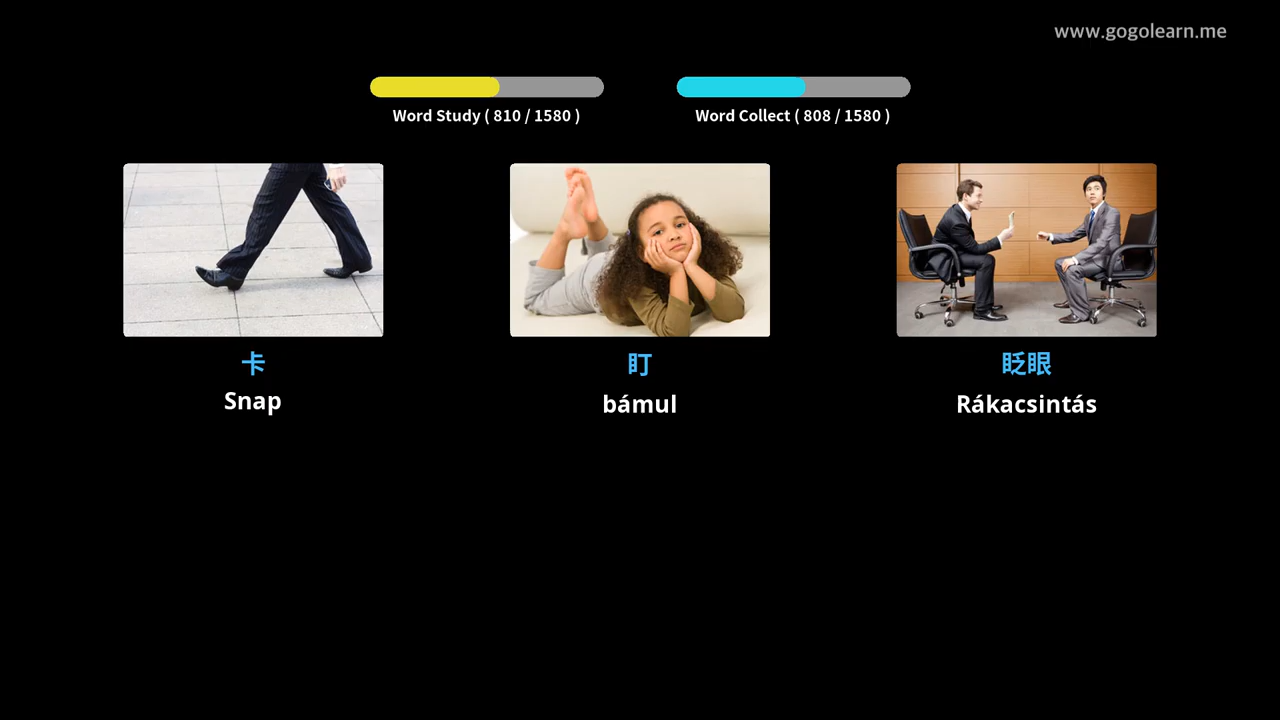 www.gogolearn.me
Word Study ( 810 / 1580 )
Word Collect ( 808 / 1580 )
卡
盯
眨眼
Snap
bámul
Rákacsintás